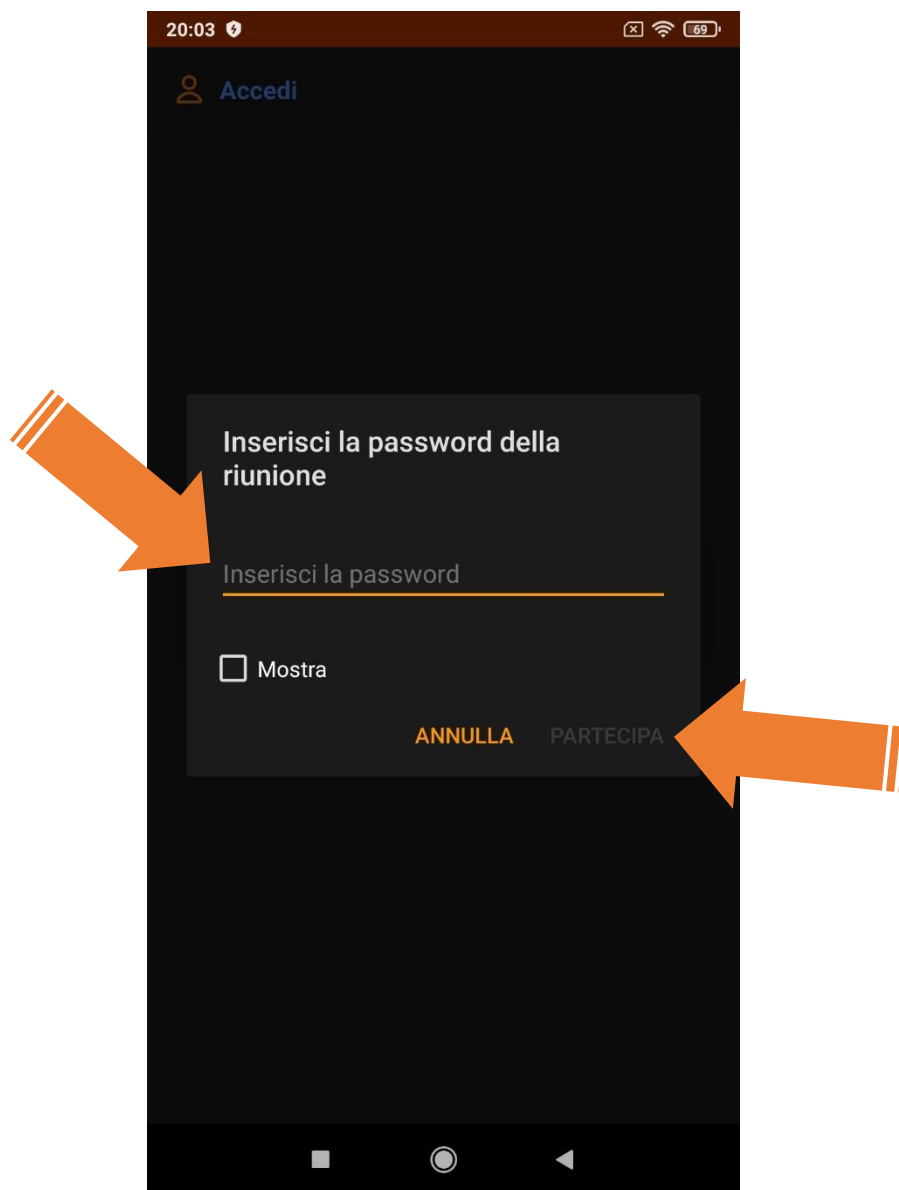 20:03
69
Accedi
Inserisci la password della
riunione
Inserisci la password
Mostra
ANNULLA PARTECIPA